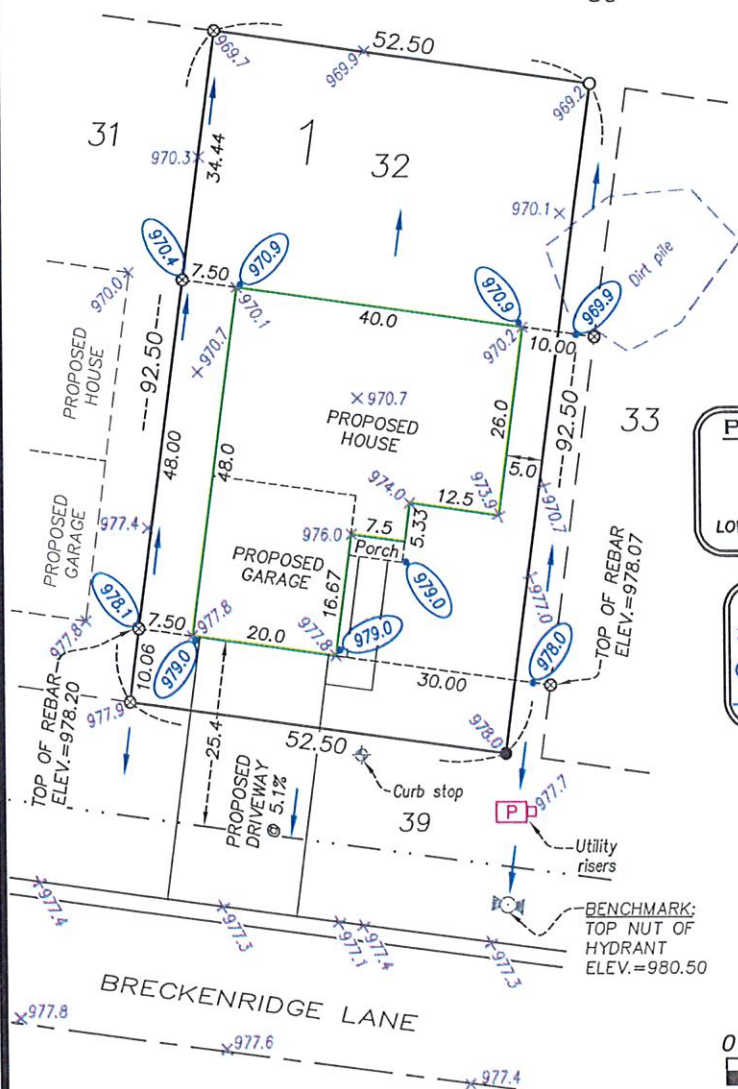 52.50
969.7
969.9
969.2
31
1
32
970.3
34.44
970.1
Dirt pile
970.4
7.50
970.9
970.0
970.1
970.9
969.9
40.0
970.2
10.00
970.7
PROPOSED
HOUSE
92.50
970.7
PROPOSED
HOUSE
26.0
92.50
33
5.0
48.00
48.0
974.0
12.5
973.9
970.7
PROPOSED
GARAGE
977.4
976.0
7.5
5.33
Porch
PROPOSED
GARAGE
16.67
979.0
977.0
TOP OF REBAR
ELEV.=978.07
978.1
977.8
7.50
977.8
20.0
977.8
979.0
978.0
979.0
10.06
30.00
977.9
TOP OF REBAR
ELEV.=978.20
25.4
52.50
978.0
PROPOSED
DRIVEWAY
@ 5.1%
Curb stop
39
P
977.7
Utility
risers
977.4
977.3
977.1
977.4
977.3
BENCHMARK:
TOP NUT OF
HYDRANT
ELEV.=980.50
BRECKENRIDGE LANE
977.8
977.6
977.4
0
P
LO